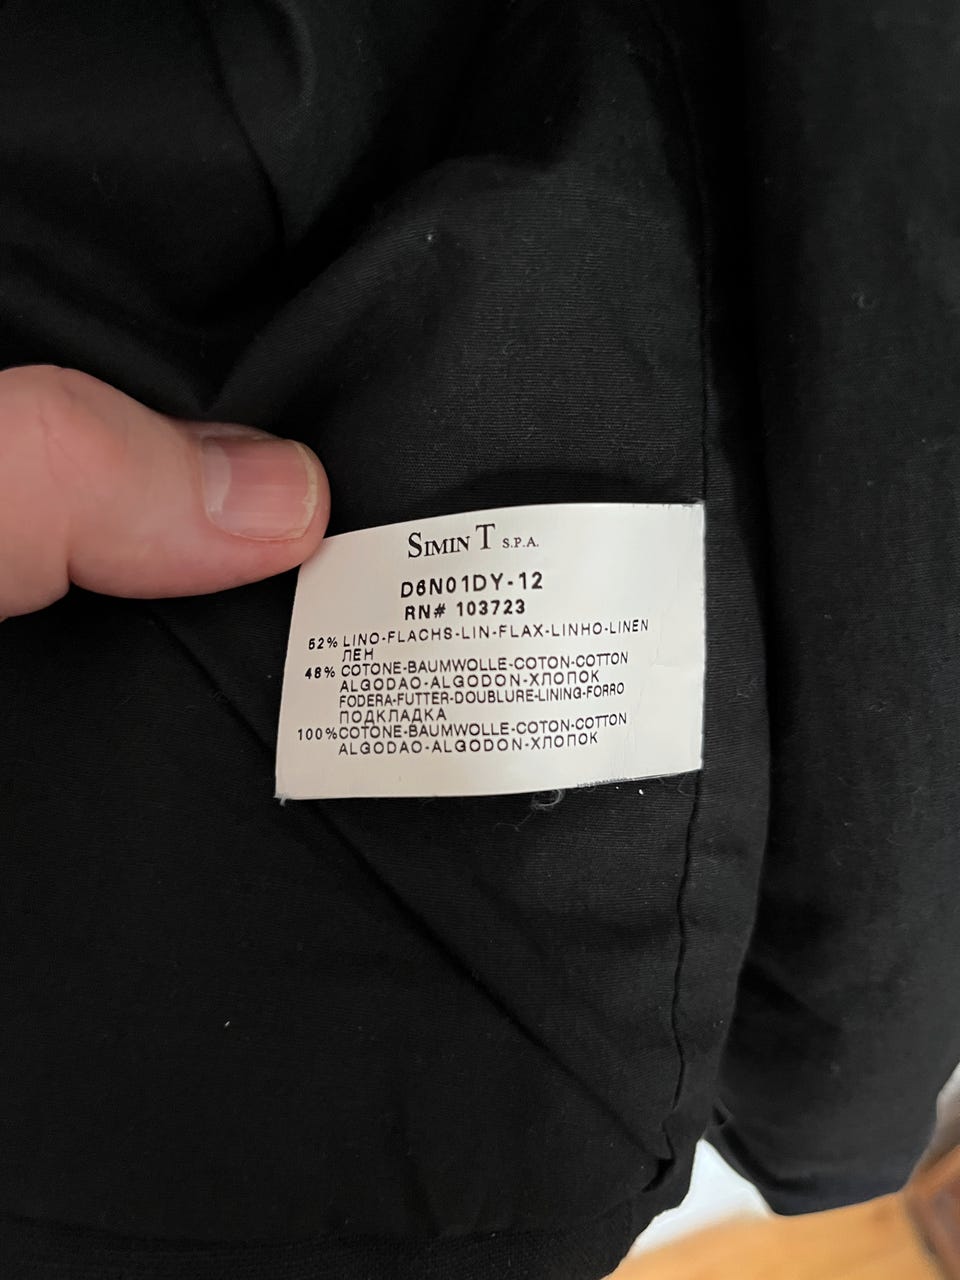 SIMIN T S.P.A.
D6N01DY-12
RN# 103723
52% LINO-FLACHS-LIN-FLAX-LINHO-LINEN
ЛЕН
48% COTONE-BAUMWOLLE-COTON-COTTON
ALGODAO-ALGODON-ХЛОПОК
FODERA-FUTTER-DOUBLURE-LINING-FORRO
ПОДКЛАДКА
100% COTONE-BAUMWOLLE-COTON-COTTON
ALGODAO-ALGODON-ХЛОПОК